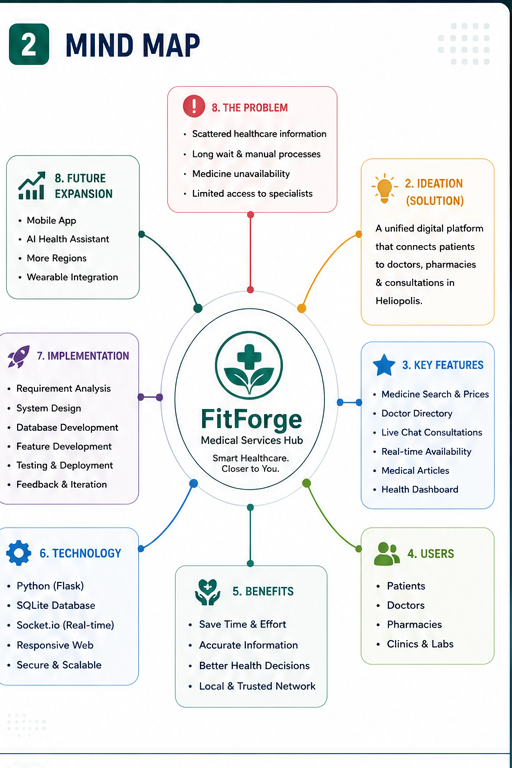 2 MIND MAP
8. THE PROBLEM
• Scattered healthcare information
• Long wait & manual processes
• Medicine unavailability
• Limited access to specialists
8. FUTURE
EXPANSION
• Mobile App
• AI Health Assistant
• More Regions
• Wearable Integration
2. IDEATION
(SOLUTION)
A unified digital platform
that connects patients
to doctors, pharmacies
& consultations in
Heliopolis.
7. IMPLEMENTATION
• Requirement Analysis
• System Design
• Database Development
• Feature Development
• Testing & Deployment
• Feedback & Iteration
FitForge
Medical Services Hub
Smart Healthcare.
Closer to You.
3. KEY FEATURES
• Medicine Search & Prices
• Doctor Directory
• Live Chat Consultations
• Real-time Availability
• Medical Articles
• Health Dashboard
6. TECHNOLOGY
• Python (Flask)
• SQLite Database
• Socket.io (Real-time)
• Responsive Web
• Secure & Scalable
5. BENEFITS
• Save Time & Effort
• Accurate Information
• Better Health Decisions
• Local & Trusted Network
4. USERS
• Patients
• Doctors
• Pharmacies
• Clinics & Labs